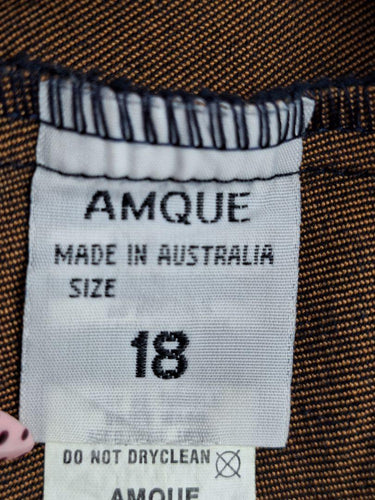 AMQUE
MADE IN AUSTRALIA
SIZE
18
DO NOT DRYCLEAN
AMQUE